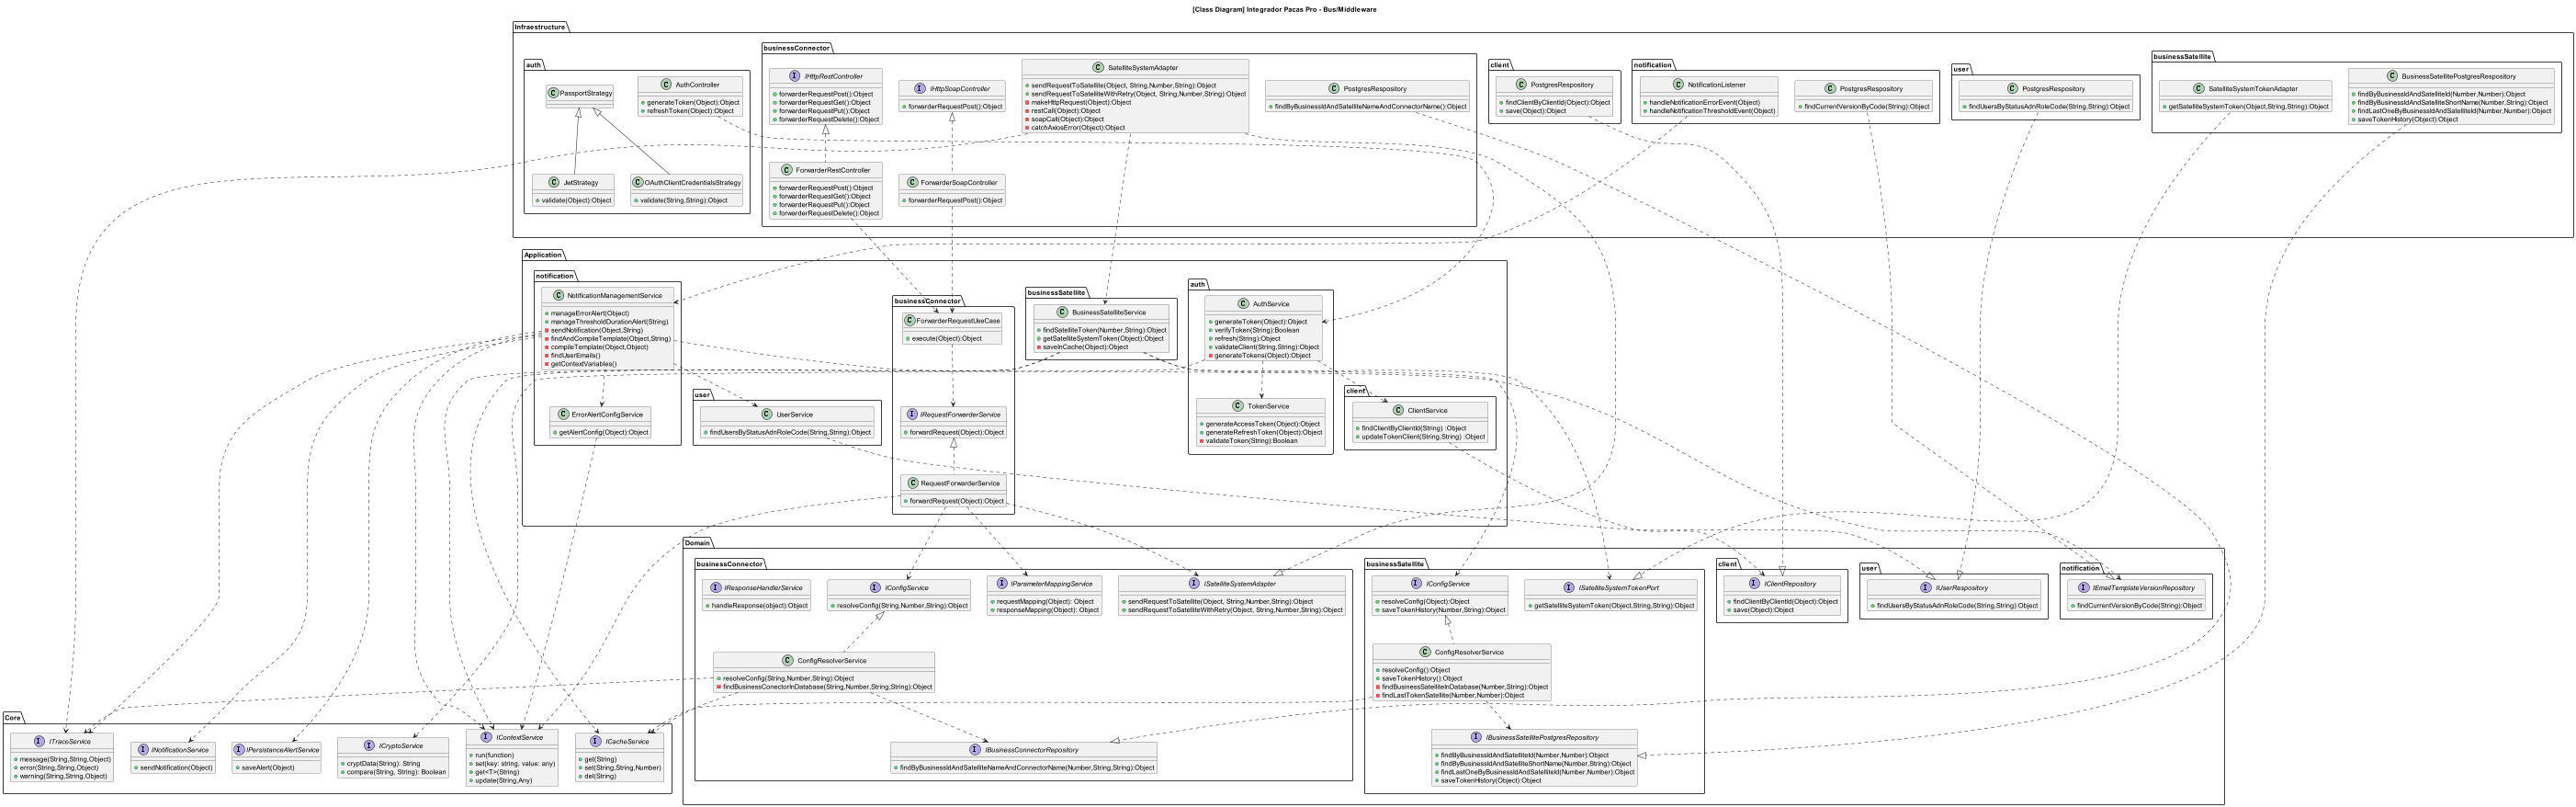 [Class Diagram] Integrador Pacas Pro - Bus/Middleware
Infraestructure
auth
PassportStrategy
AuthController
generateToken(Object):Object
refreshToken(Object):Object
JwtStrategy
validate(Object):Object
OAuthClientCredentialsStrategy
validate(String,String):Object
businessConnector
IHttpRestController
forwarderRequestPost():Object
forwarderRequestGet():Object
forwarderRequestPut():Object
forwarderRequestDelete():Object
IHttpSoapController
forwarderRequestPost():Object
SatelliteSystemAdapter
sendRequestToSatellite(Object, String,Number,String):Object
sendRequestToSatelliteWithRetry(Object, String,Number,String):Object
makeHttpRequest(Object):Object
restCall(Object):Object
soapCall(Object):Object
catchAxiosError(Object):Object
PostgresRespository
findByBusinessIdAndSatelliteNameAndConnectorName():Object
ForwarderRestController
forwarderRequestPost():Object
forwarderRequestGet():Object
forwarderRequestPut():Object
forwarderRequestDelete():Object
ForwarderSoapController
forwarderRequestPost():Object
client
PostgresRespository
findClientByClientId(Object):Object
save(Object):Object
notification
NotificationListener
handleNotificationErrorEvent(Object)
handleNotificationThresholdEvent(Object)
PostgresRespository
findCurrentVersionByCode(String):Object
user
PostgresRespository
findUsersByStatusAdnRoleCode(String,String):Object
businessSatellite
SatelliteSystemTokenAdapter
getSatelliteSystemToken(Object,String,String):Object
BusinessSatellitePostgresRespository
findByBusinessIdAndSatelliteId(Number,Number):Object
findByBusinessIdAndSatelliteShortName(Number,String):Object
findLastOneByBusinessIdAndSatelliteId(Number,Number):Object
saveTokenHistory(Object):Object
Application
notification
NotificationManagementService
manageErrorAlert(Object)
manageThresholdDurationAlert(String)
sendNotification(Object,String)
findAndCompileTemplate(Object,String)
compileTemplate(Object,Object)
findUserEmails()
getContextVariables()
ErrorAlertConfigService
getAlertConfig(Object):Object
user
UserService
findUsersByStatusAdnRoleCode(String,String):Object
businessConnector
ForwarderRequestUseCase
execute(Object):Object
IRequestForwarderService
forwardRequest(Object):Object
RequestForwarderService
forwardRequest(Object):Object
businessSatellite
BusinessSatelliteService
findSatelliteToken(Number,String):Object
getSatelliteSystemToken(Object):Object
saveInCache(Object):Object
auth
AuthService
generateToken(Object):Object
verifyToken(String):Boolean
refresh(String):Object
validateClient(String,String):Object
generateTokens(Object):Object
TokenService
generateAccessToken(Object):Object
generateRefreshToken(Object):Object
validateToken(String):Boolean
client
ClientService
findClientByClientId(String) :Object
updateTokenClient(String,String) :Object
Domain
businessConnector
IResponseHandlerService
handleResponse(object):Object
IConfigService
resolveConfig(String,Number,String):Object
IParameterMappingService
requestMapping(Object): Object
responseMapping(Object): Object
ISatelliteSystemAdapter
sendRequestToSatellite(Object, String,Number,String):Object
sendRequestToSatelliteWithRetry(Object, String,Number,String):Object
ConfigResolverService
resolveConfig(String,Number,String):Object
findBusinessConectorInDatabase(String,Number,String,String):Object
IBusinessConnectorRepository
findByBusinessIdAndSatelliteNameAndConnectorName(Number,String,String):Object
businessSatellite
IConfigService
resolveConfig(Object):Object
saveTokenHistory(Number,String):Object
ISatelliteSystemTokenPort
getSatelliteSystemToken(Object,String,String):Object
ConfigResolverService
resolveConfig():Object
saveTokenHistory():Object
findBusinessSatelliteInDatabase(Number,String):Object
findLastTokenSatellite(Number,Number):Object
IBusinessSatellitePostgresRepository
findByBusinessIdAndSatelliteId(Number,Number):Object
findByBusinessIdAndSatelliteShortName(Number,String):Object
findLastOneByBusinessIdAndSatelliteId(Number,Number):Object
saveTokenHistory(Object):Object
client
IClientRepository
findClientByClientId(Object):Object
save(Object):Object
user
IUserRespository
findUsersByStatusAdnRoleCode(String,String):Object
notification
IEmailTemplateVersionRepository
findCurrentVersionByCode(String):Object
Core
ITraceService
message(String,String,Object)
error(String,String,Object)
warning(String,String,Object)
INotificationService
sendNotification(Object)
IPersistanceAlertService
saveAlert(Object)
ICryptoService
cryptData(String): String
compare(String, String): Boolean
IContextService
run(function)
set(key: string, value: any)
get<T>(String)
update(String,Any)
ICacheService
get(String)
set(String,String,Number)
del(String)